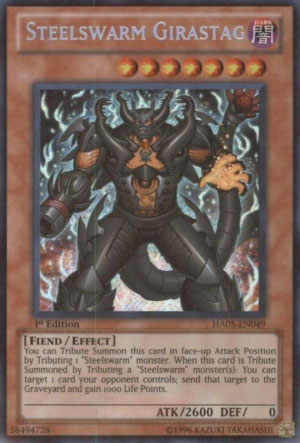 STEELSWARM GIRASTAG
DARK
闇
1st Edition
HA05-EN049
[FIEND / EFFECT]
You can Tribute Summon this card in face-up Attack Position
by Tributing 1 "Steelswarm" monster. When this card is Tribute
Summoned by Tributing a "Steelswarm" monster(s): You can
target 1 card your opponent controls; send that target to the
Graveyard and gain 1000 Life Points.
ATK/2600 DEF/ 0
58494728
©1996 KAZUKI TAKAHASHI